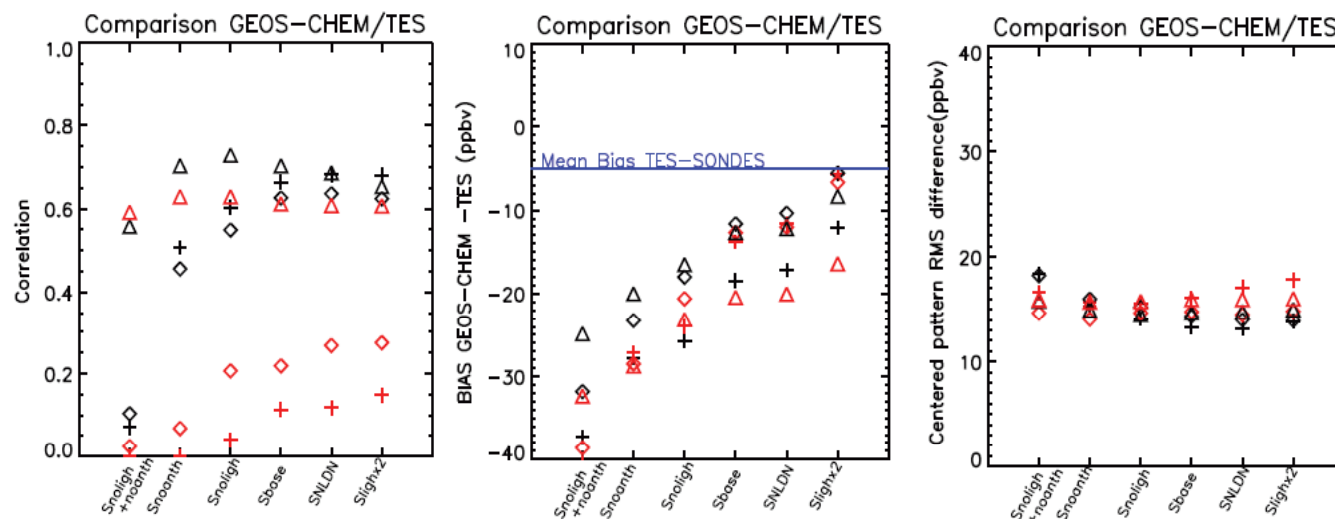 Comparison GEOS-CHEM/TES
Correlation
1.0
0.8
0.6
0.4
0.2
0.0
Snoligh
+noanth
Snoanth
Snoligh
Sbase
SNLDN
Slighx2
Comparison GEOS-CHEM/TES
BIAS GEOS-CHEM -TES (ppbv)
10
0
-10
-20
-30
-40
Mean Bias TES-SONDES
Snoligh
+noanth
Snoanth
Snoligh
Sbase
SNLDN
Slighx2
Comparison GEOS-CHEM/TES
Centered pattern RMS difference(ppbv)
40
30
20
10
0
Snoligh
+noanth
Snoanth
Snoligh
Sbase
SNLDN
Slighx2